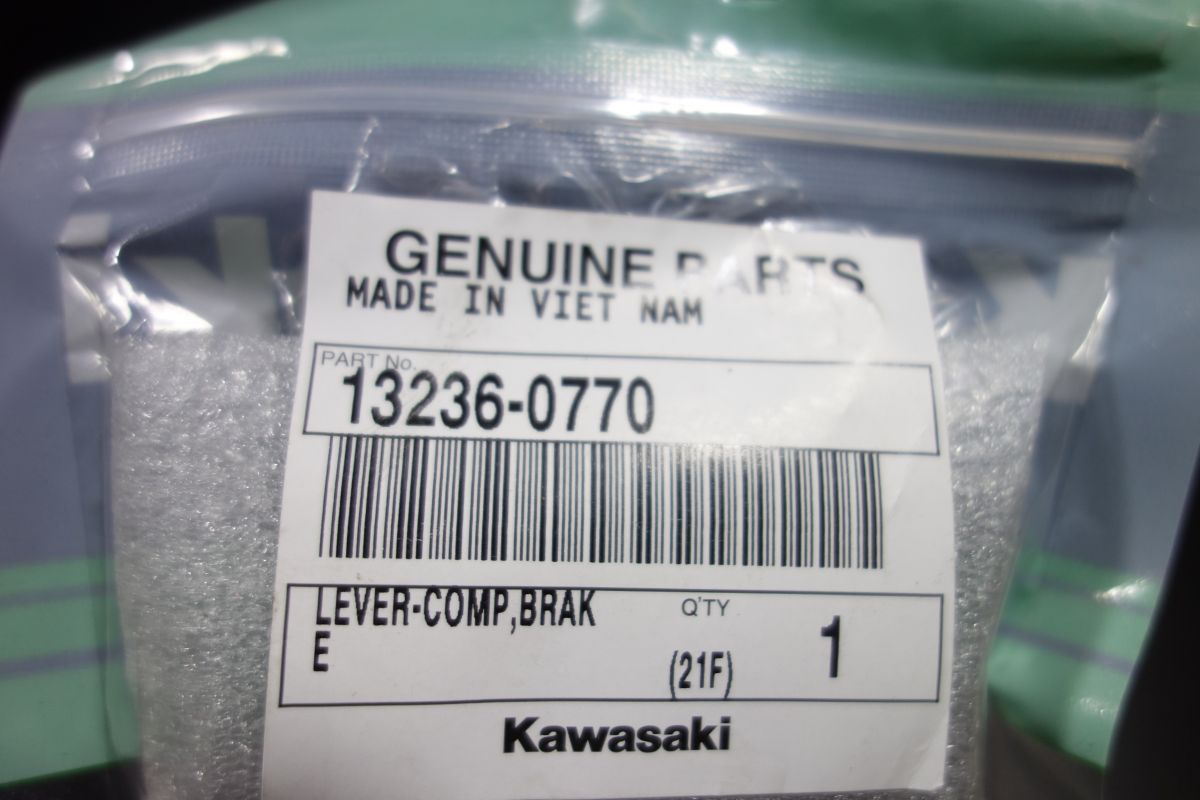 GENUINE PARTS
MADE IN VIET NAM
PART No.
13236-0770
LEVER-COMP,BRAK
E
Q'TY
(21F)
1
Kawasaki